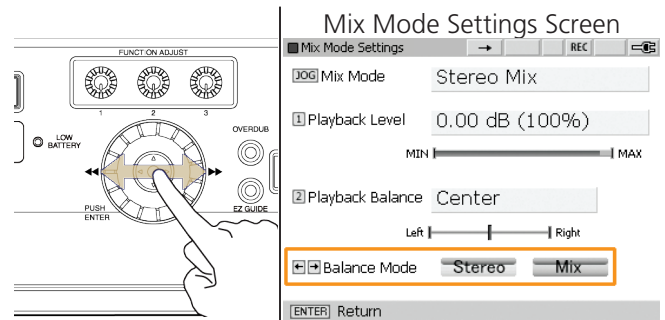 FUNCTION ADJUST
1 2 3
LOW
BATTERY
OVERDUB
◀◀ ▶▶
PUSH
ENTER
EZ GUIDE
Mix Mode Settings Screen
Mix Mode Settings → REC
JOG Mix Mode Stereo Mix
1 Playback Level 0.00 dB (100%)
MIN MAX
2 Playback Balance Center
Left Right
←→ Balance Mode Stereo Mix
ENTER Return